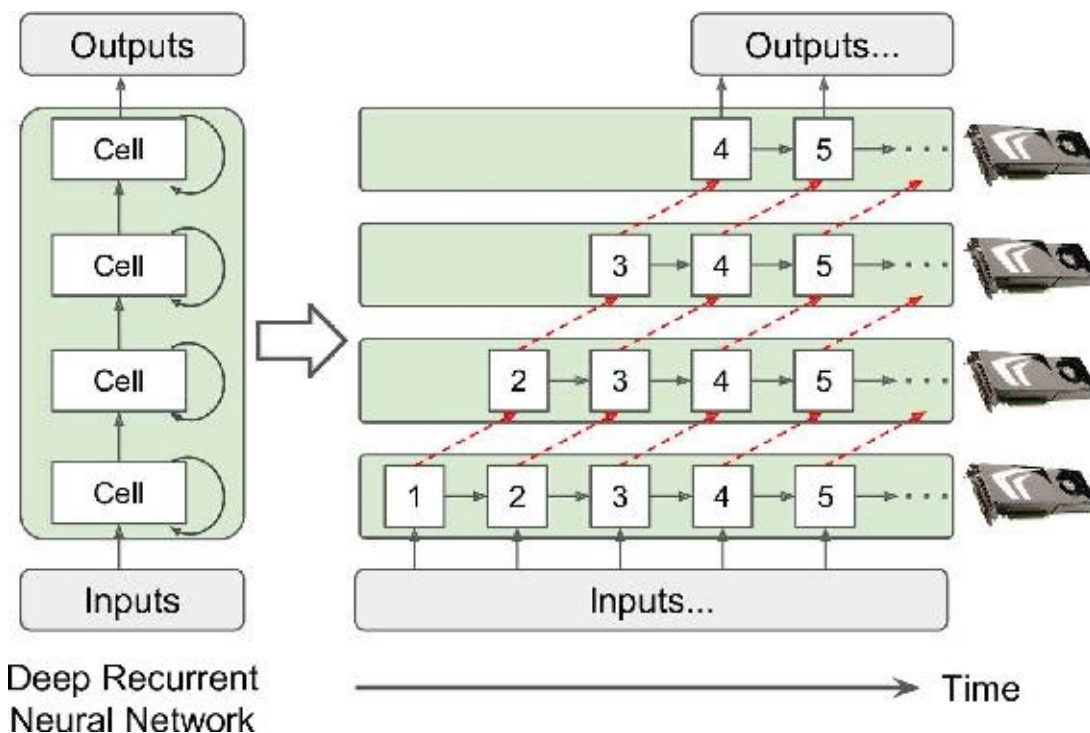 Outputs
Cell
Cell
Cell
Cell
Inputs
Deep Recurrent
Neural Network
Outputs...
4 5 ...
3 4 5 ...
2 3 4 5 ...
1 2 3 4 5 ...
Inputs...
Time